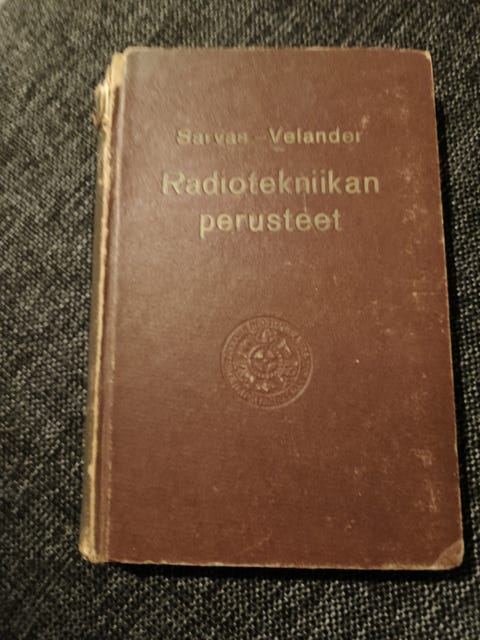 Sarvas - Velander
Radiotekniikan
perusteet